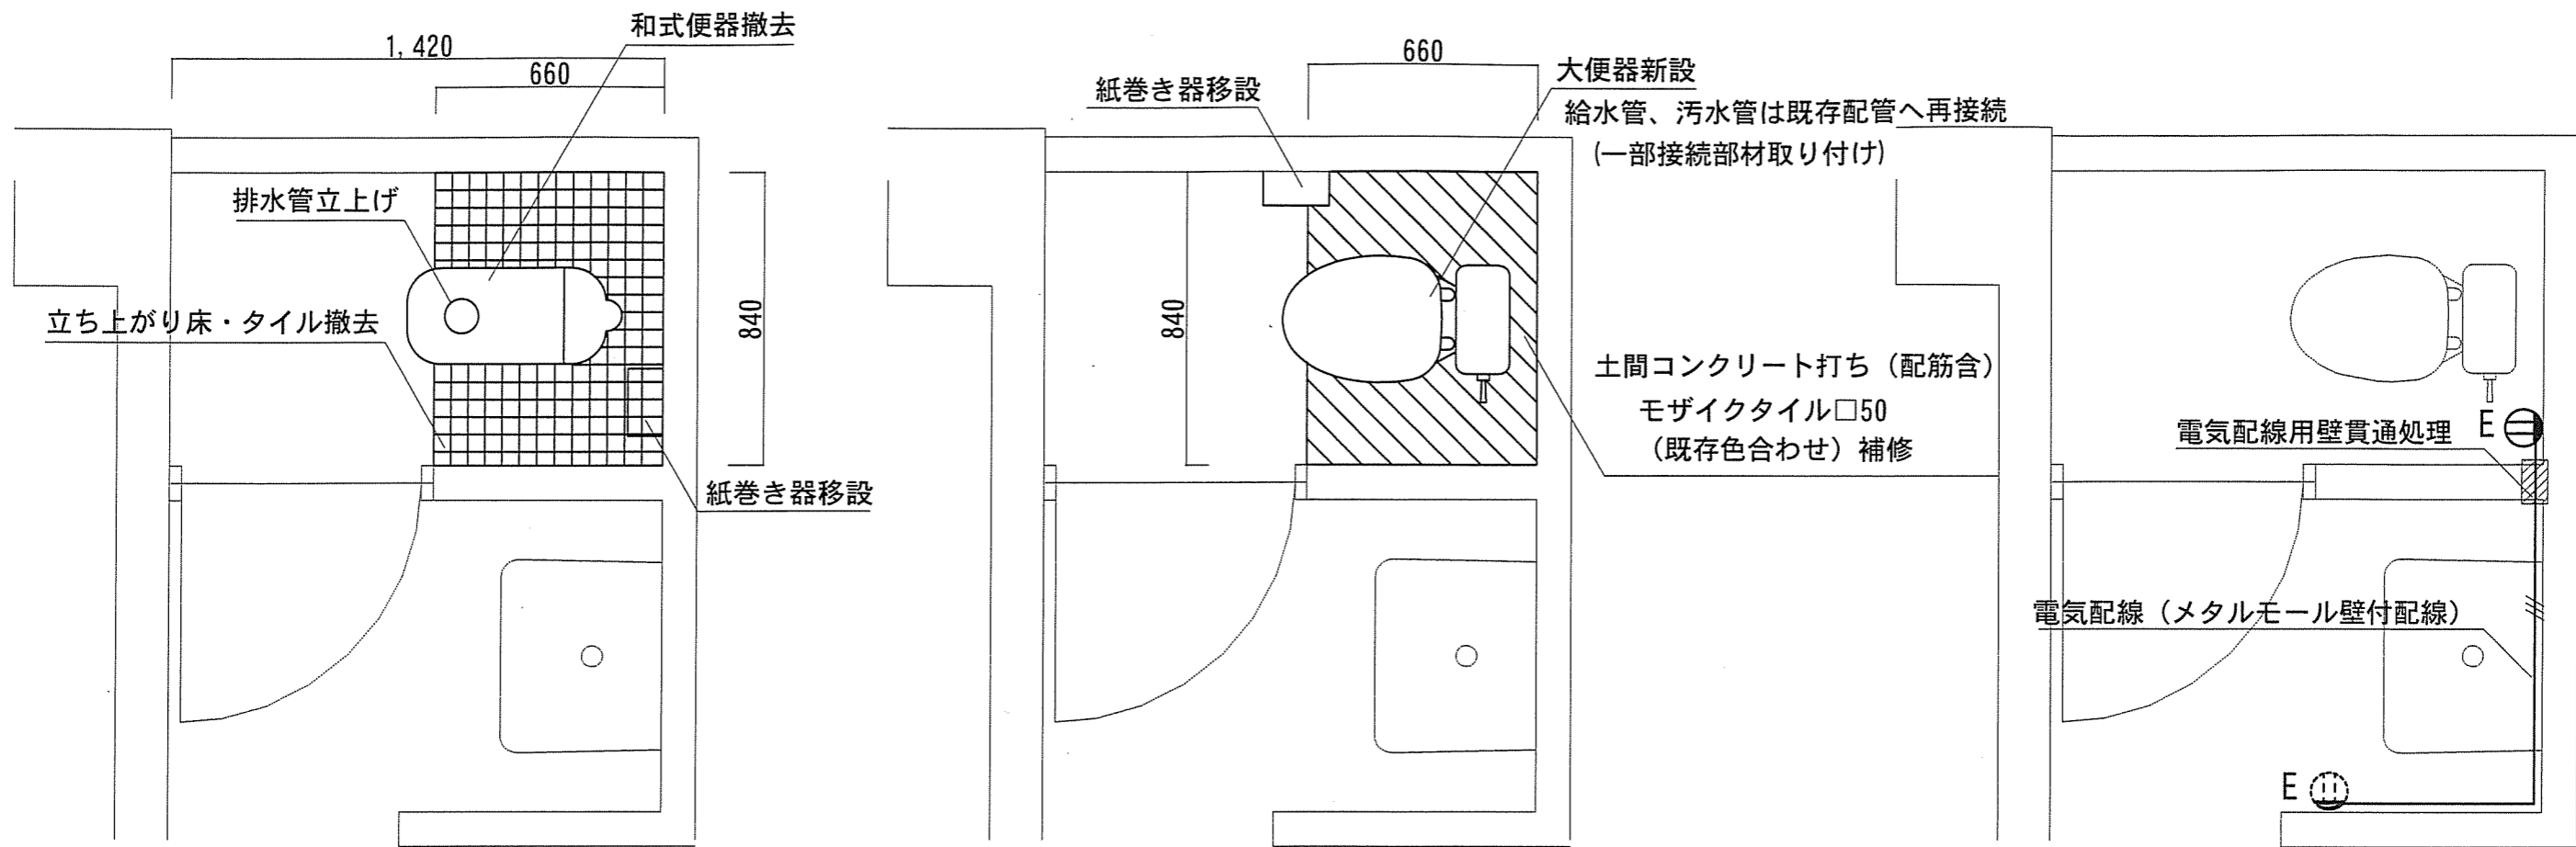 和式便器撤去
1,420
660
排水管立上げ
立ち上がり床・タイル撤去
840
紙巻き器移設
660
紙巻き器移設
大便器新設
給水管、汚水管は既存配管へ再接続
(一部接続部材取り付け)
840
土間コンクリート打ち（配筋含）
モザイクタイル□50
（既存色合わせ）補修
E
電気配線用壁貫通処理
電気配線（メタルモール壁付配線）
E